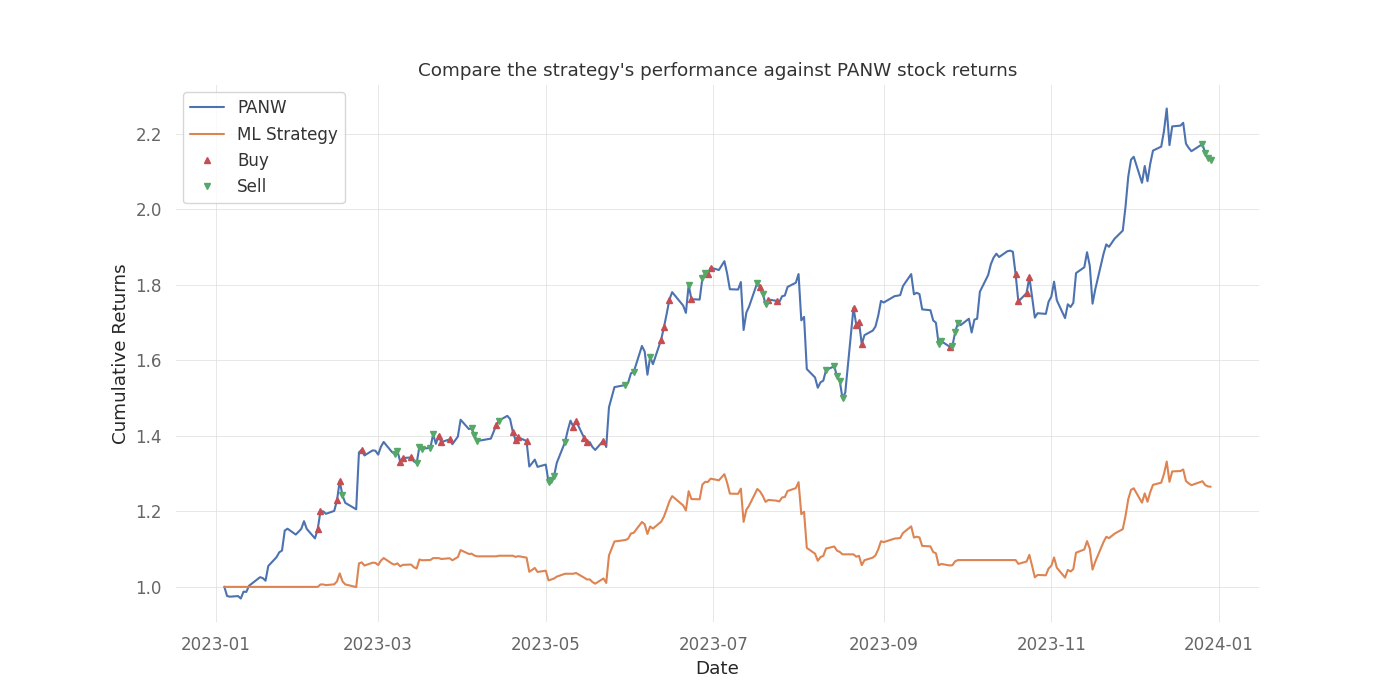 Compare the strategy's performance against PANW stock returns
PANW
ML Strategy
Buy
Sell
2.2
2.0
1.8
1.6
1.4
1.2
1.0
Cumulative Returns
2023-01 2023-03 2023-05 2023-07 2023-09 2023-11 2024-01
Date